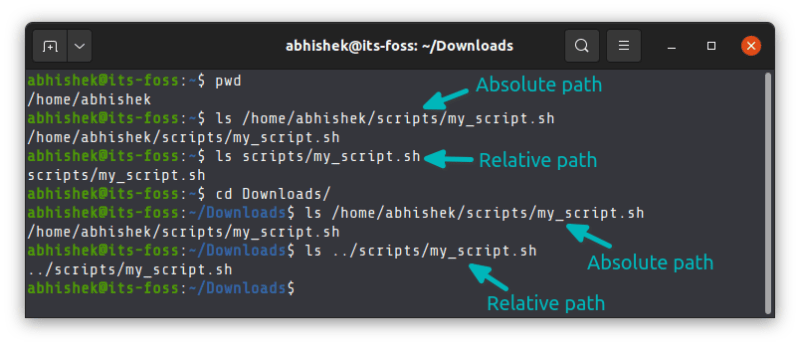 abhishek@its-foss: ~/Downloads
abhishek@its-foss:~$ pwd
/home/abhishek
Absolute path
abhishek@its-foss:~$ ls /home/abhishek/scripts/my_script.sh
/home/abhishek/scripts/my_script.sh
abhishek@its-foss:~$ ls scripts/my_script.sh
Relative path
scripts/my_script.sh
abhishek@its-foss:~$ cd Downloads/
abhishek@its-foss:~/Downloads$ ls /home/abhishek/scripts/my_script.sh
/home/abhishek/scripts/my_script.sh
abhishek@its-foss:~/Downloads$ ls ../scripts/my_script.sh
Absolute path
../scripts/my_script.sh
abhishek@its-foss:~/Downloads$
Relative path